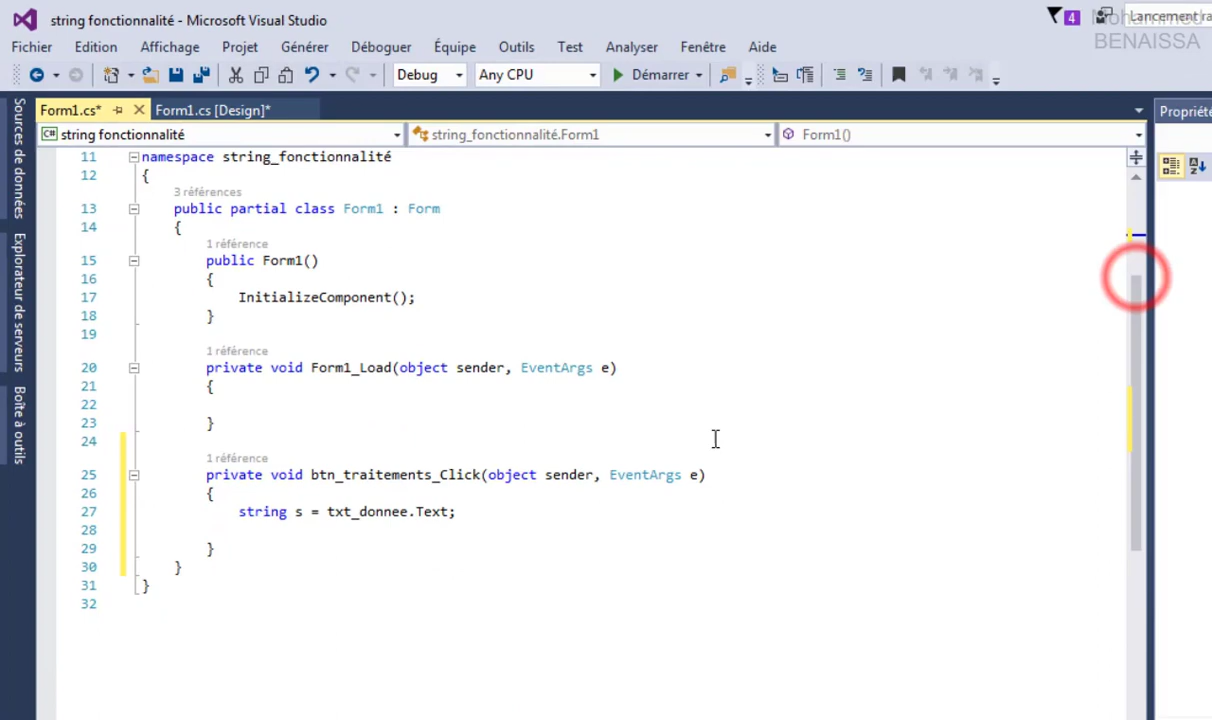 string fonctionnalité - Microsoft Visual Studio
4
Lancement ra
BENAISSA
Fichier Edition Affichage Projet Générer Déboguer Équipe Outils Test Analyser Fenêtre Aide
Debug Any CPU Démarrer
Form1.cs* Form1.cs [Design]*
Propriété
C# string fonctionnalité string_fonctionnalité.Form1 Form1()
Sources de données
Explorateur de serveurs
Boîte à outils
11 namespace string_fonctionnalité
12 {
3 références
13 public partial class Form1 : Form
14 {
1 référence
15 public Form1()
16 {
17 InitializeComponent();
18 }
19
1 référence
20 private void Form1_Load(object sender, EventArgs e)
21 {
22
23 }
24
1 référence
25 private void btn_traitements_Click(object sender, EventArgs e)
26 {
27 string s = txt_donnee.Text;
28
29 }
30 }
31 }
32